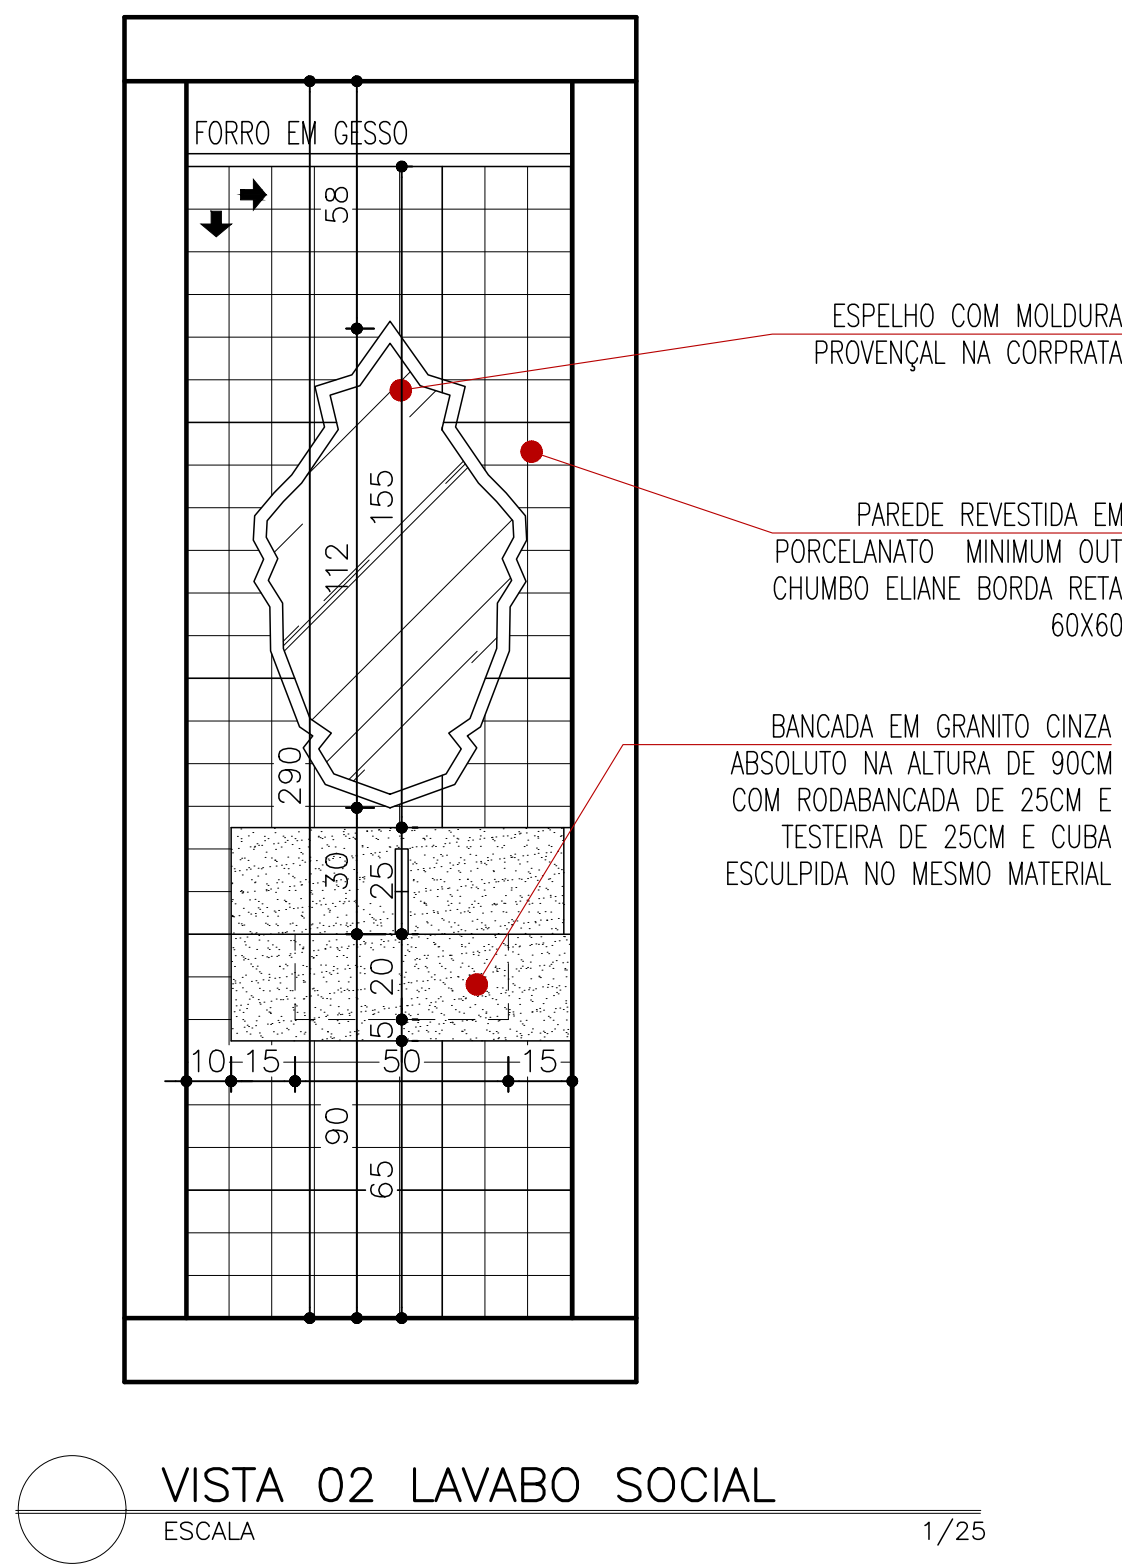 FORRO EM GESSO
58
ESPELHO COM MOLDURA
PROVENÇAL NA CORPRATA
155
112
PAREDE REVESTIDA EM
PORCELANATO  MINIMUM OUT
CHUMBO ELIANE BORDA RETA
60X60
290
BANCADA EM GRANITO CINZA
ABSOLUTO NA ALTURA DE 90CM
COM RODABANCADA DE 25CM E
TESTEIRA DE 25CM E CUBA
ESCULPIDA NO MESMO MATERIAL
30
25
20
5
10 15 50 15
90
65
VISTA 02 LAVABO SOCIAL
ESCALA 1/25